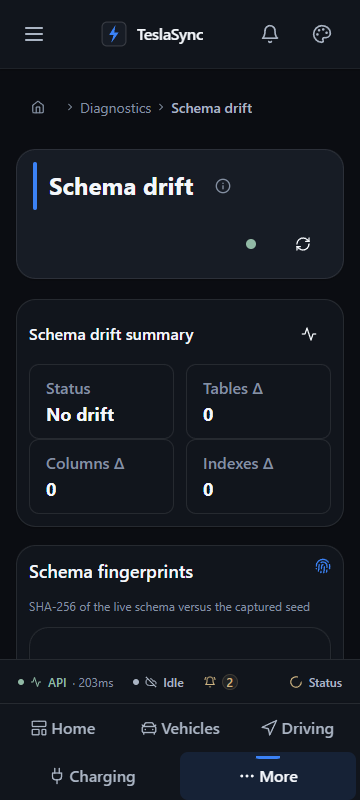 TeslaSync
Diagnostics > Schema drift
Schema drift
Schema drift summary
Status
No drift
Tables Δ
0
Columns Δ
0
Indexes Δ
0
Schema fingerprints
SHA-256 of the live schema versus the captured seed
API · 203ms
Idle
2
Status
Home
Vehicles
Driving
Charging
More